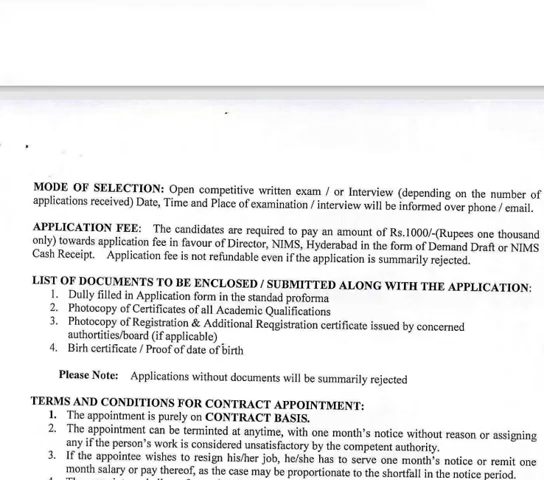 MODE OF SELECTION: Open competitive written exam / or Interview (depending on the number of
applications received) Date, Time and Place of examination / interview will be informed over phone / email.
APPLICATION FEE: The candidates are required to pay an amount of Rs.1000/-(Rupees one thousand
only) towards application fee in favour of Director, NIMS, Hyderabad in the form of Demand Draft or NIMS
Cash Receipt. Application fee is not refundable even if the application is summarily rejected.
LIST OF DOCUMENTS TO BE ENCLOSED / SUBMITTED ALONG WITH THE APPLICATION:
1. Dully filled in Application form in the standad proforma
2. Photocopy of Certificates of all Academic Qualifications
3. Photocopy of Registration & Additional Reqgistration certificate issued by concerned
authortities/board (if applicable)
4. Birh certificate / Proof of date of birth
Please Note: Applications without documents will be summarily rejected
TERMS AND CONDITIONS FOR CONTRACT APPOINTMENT:
1. The appointment is purely on CONTRACT BASIS.
2. The appointment can be terminted at anytime, with one month's notice without reason or assigning
any if the person's work is considered unsatisfactory by the competent authority.
3. If the appointee wishes to resign his/her job, he/she has to serve one month's notice or remit one
month salary or pay thereof, as the case may be proportionate to the shortfall in the notice period.